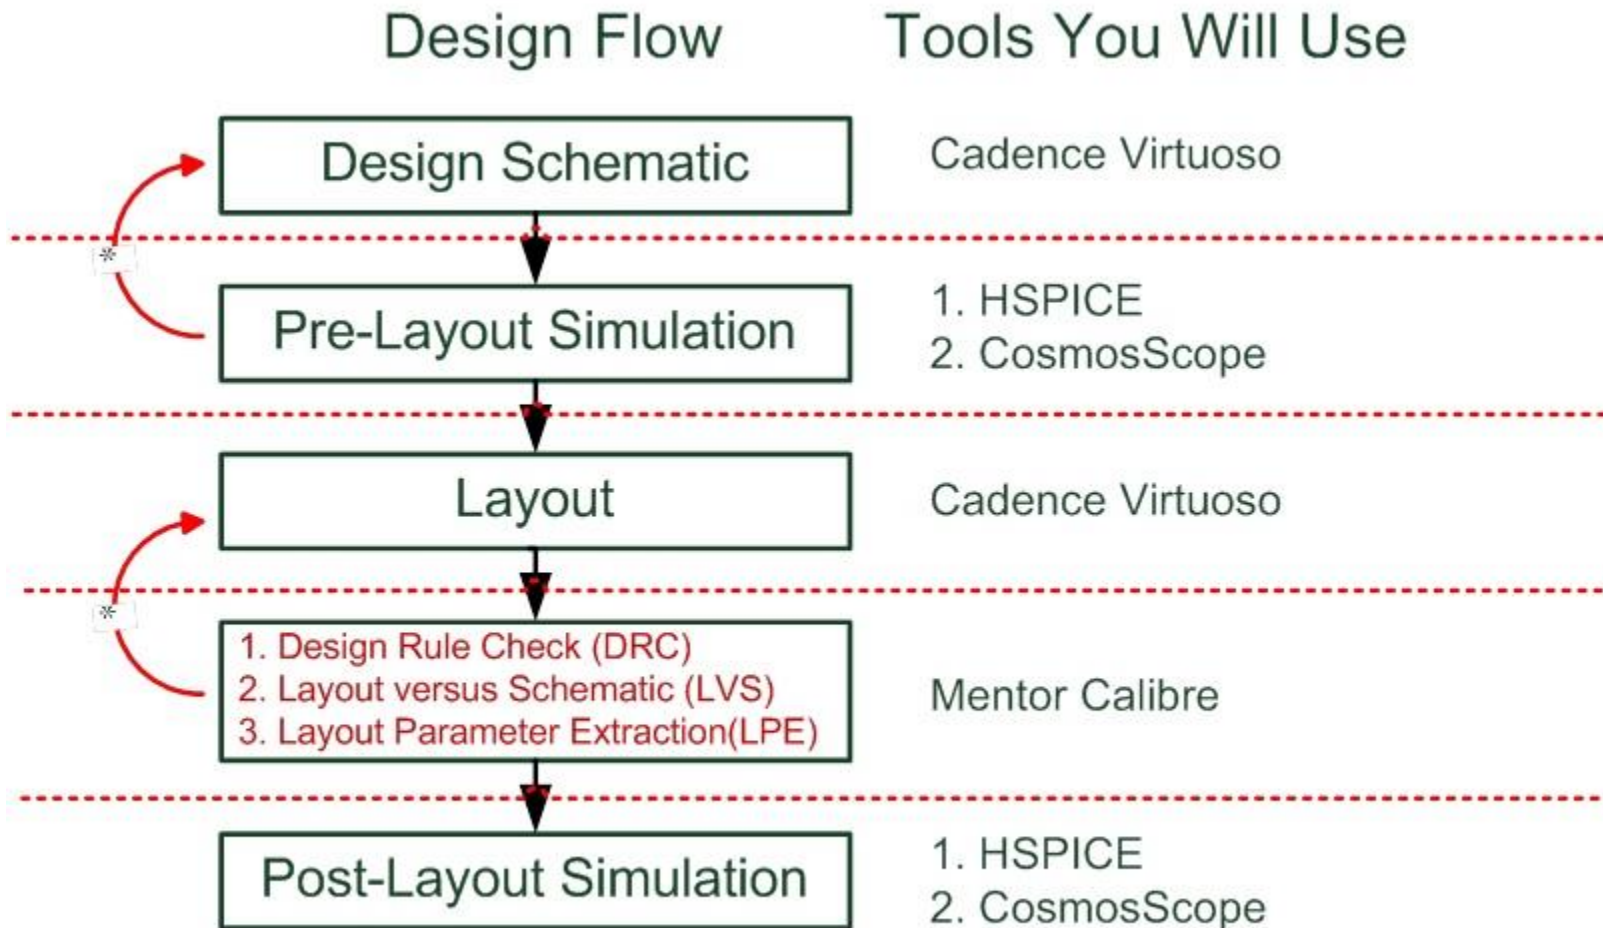 Design Flow
Tools You Will Use
Design Schematic
Cadence Virtuoso
*
Pre-Layout Simulation
1. HSPICE
2. CosmosScope
Layout
Cadence Virtuoso
*
1. Design Rule Check (DRC)
2. Layout versus Schematic (LVS)
3. Layout Parameter Extraction(LPE)
Mentor Calibre
Post-Layout Simulation
1. HSPICE
2. CosmosScope